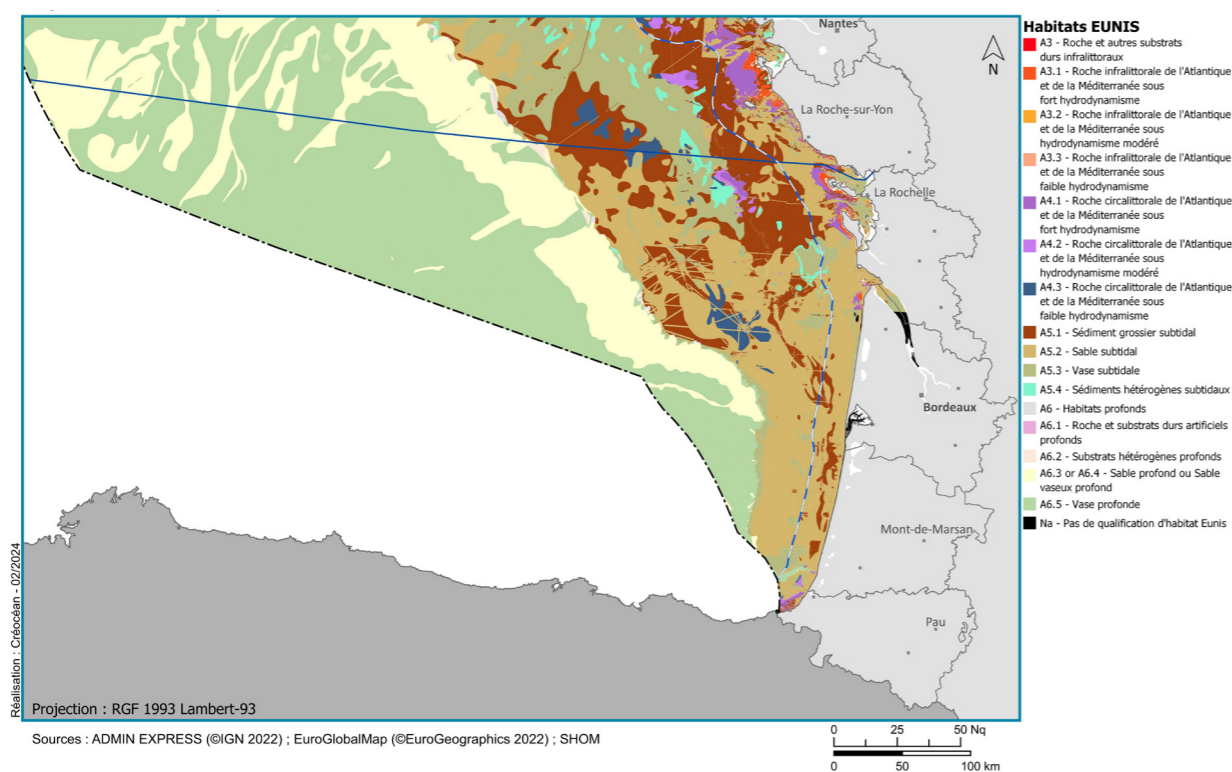 Nantes
La Roche-sur-Yon
La Rochelle
Bordeaux
Mont-de-Marsan
Pau
N
Habitats EUNIS
A3 - Roche et autres substrats
durs infralittoraux
A3.1 - Roche infralittorale de l'Atlantique
et de la Méditerranée sous
fort hydrodynamisme
A3.2 - Roche infralittorale de l'Atlantique
et de la Méditerranée sous
hydrodynamisme modéré
A3.3 - Roche infralittorale de l'Atlantique
et de la Méditerranée sous
faible hydrodynamisme
A4.1 - Roche circalittorale de l'Atlantique
et de la Méditerranée sous
fort hydrodynamisme
A4.2 - Roche circalittorale de l'Atlantique
et de la Méditerranée sous
hydrodynamisme modéré
A4.3 - Roche circalittorale de l'Atlantique
et de la Méditerranée sous
faible hydrodynamisme
A5.1 - Sédiment grossier subtidal
A5.2 - Sable subtidal
A5.3 - Vase subtidale
A5.4 - Sédiments hétérogènes subtidaux
A6 - Habitats profonds
A6.1 - Roche et substrats durs artificiels
profonds
A6.2 - Substrats hétérogènes profonds
A6.3 or A6.4 - Sable profond ou Sable
vaseux profond
A6.5 - Vase profonde
Na - Pas de qualification d'habitat Eunis
Réalisation : Créocéan - 02/2024
Projection : RGF 1993 Lambert-93
Sources : ADMIN EXPRESS (©IGN 2022) ; EuroGlobalMap (©EuroGeographics 2022) ; SHOM
0 25 50 Nq
0 50 100 km